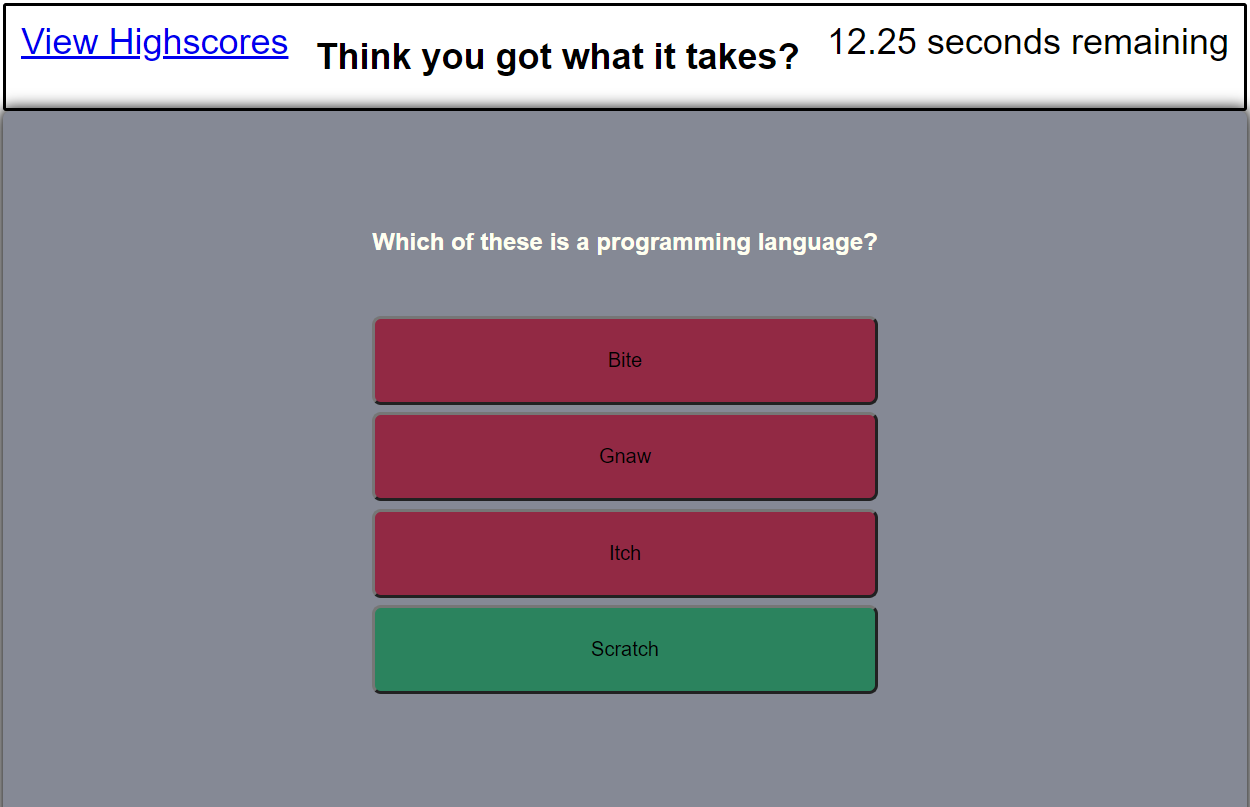 View Highscores
Think you got what it takes?
12.25 seconds remaining
Which of these is a programming language?
Bite
Gnaw
Itch
Scratch